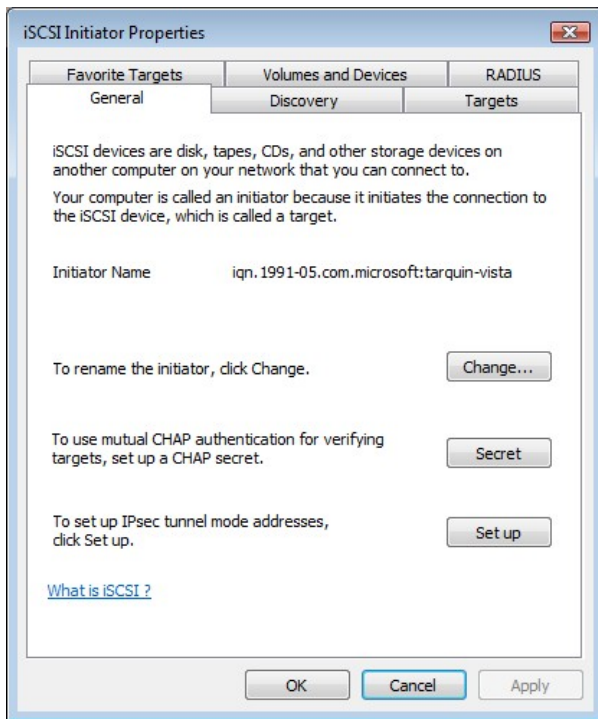 iSCSI Initiator Properties
Favorite Targets
Volumes and Devices
RADIUS
General
Discovery
Targets
iSCSI devices are disk, tapes, CDs, and other storage devices on
another computer on your network that you can connect to.
Your computer is called an initiator because it initiates the connection to
the iSCSI device, which is called a target.
Initiator Name iqn.1991-05.com.microsoft:tarquin-vista
To rename the initiator, click Change.
Change...
To use mutual CHAP authentication for verifying
targets, set up a CHAP secret.
Secret
To set up IPsec tunnel mode addresses,
click Set up.
Set up
What is iSCSI ?
OK
Cancel
Apply